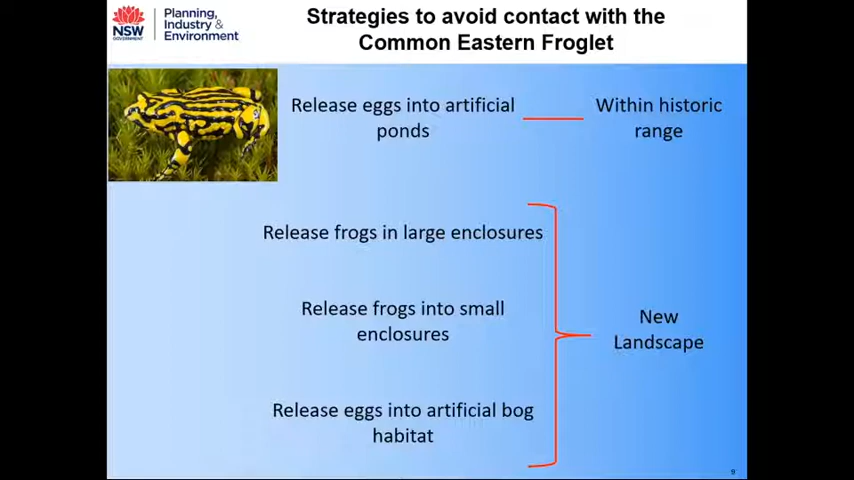 Strategies to avoid contact with the
Common Eastern Froglet
NSW
GOVERNMENT
Planning,
Industry &
Environment
Release eggs into artificial
ponds
Within historic
range
Release frogs in large enclosures
Release frogs into small
enclosures
New
Landscape
Release eggs into artificial bog
habitat
9